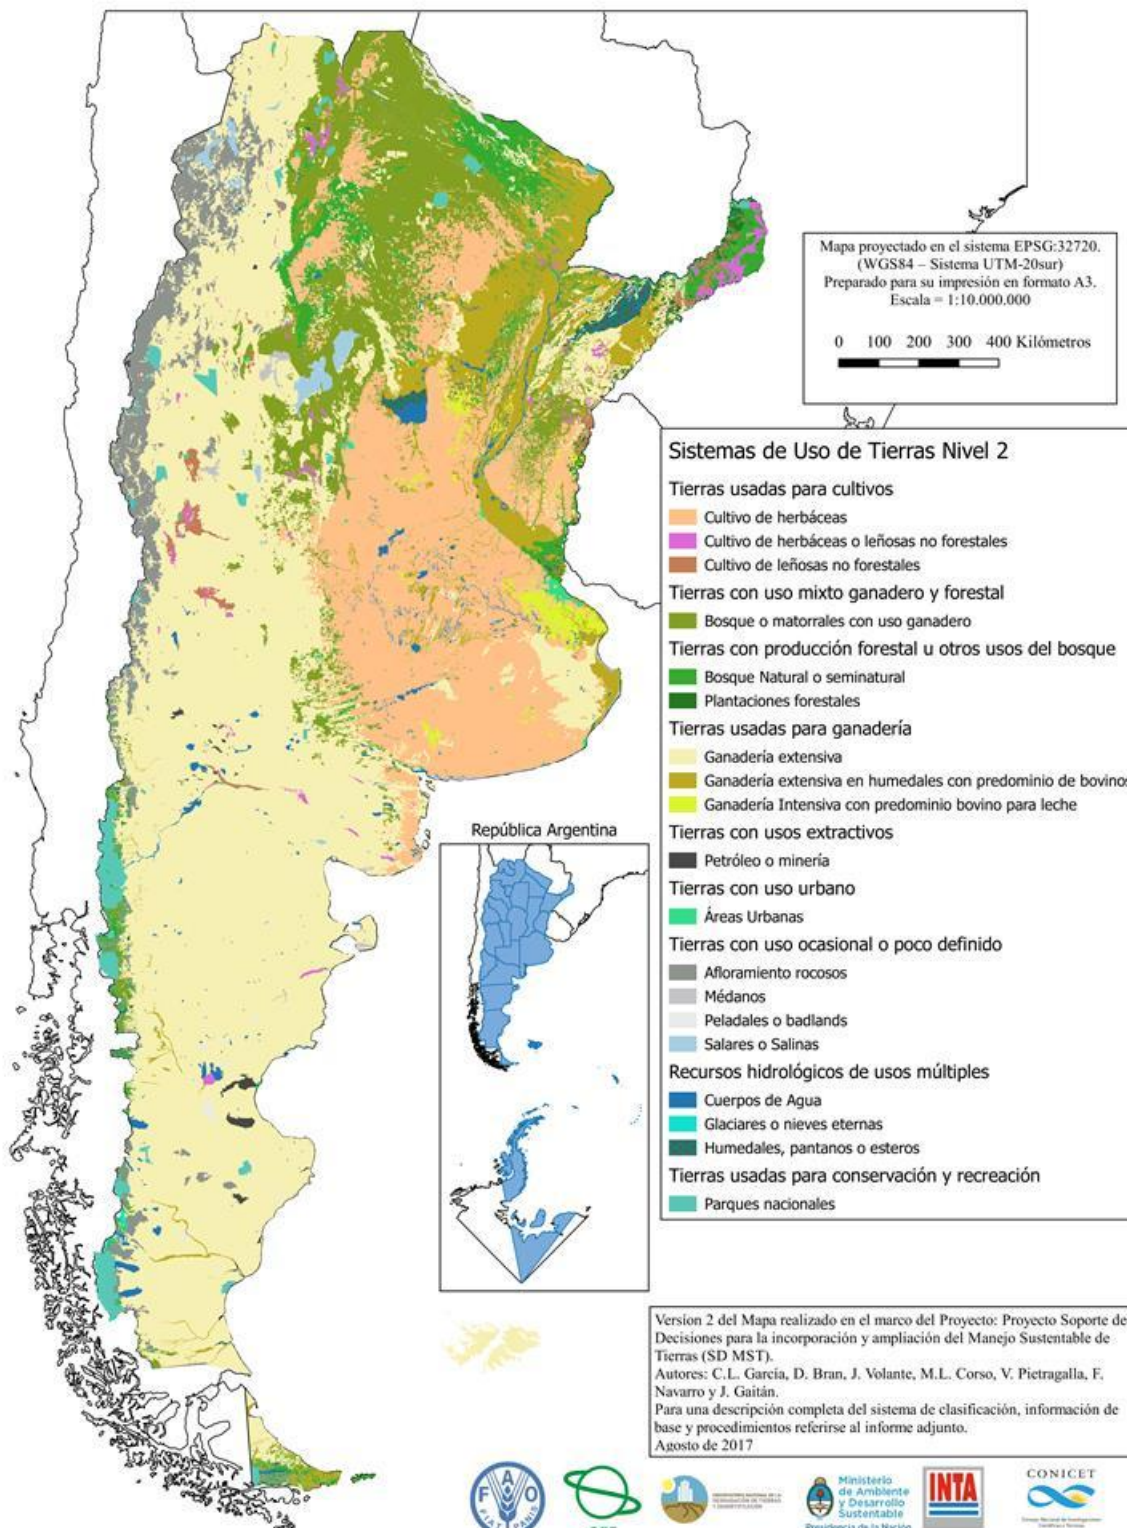 Mapa proyectado en el sistema EPSG:32720.
(WGS84 – Sistema UTM-20sur)
Preparado para su impresión en formato A3.
Escala = 1:10.000.000
0 100 200 300 400 Kilómetros
Sistemas de Uso de Tierras Nivel 2
Tierras usadas para cultivos
Cultivo de herbáceas
Cultivo de herbáceas o leñosas no forestales
Cultivo de leñosas no forestales
Tierras con uso mixto ganadero y forestal
Bosque o matorrales con uso ganadero
Tierras con producción forestal u otros usos del bosque
Bosque Natural o seminatural
Plantaciones forestales
Tierras usadas para ganadería
Ganadería extensiva
Ganadería extensiva en humedales con predominio de bovinos
Ganadería Intensiva con predominio bovino para leche
Tierras con usos extractivos
Petróleo o minería
Tierras con uso urbano
Áreas Urbanas
Tierras con uso ocasional o poco definido
Afloramiento rocosos
Médanos
Peladales o badlands
Salares o Salinas
Recursos hidrológicos de usos múltiples
Cuerpos de Agua
Glaciares o nieves eternas
Humedales, pantanos o esteros
Tierras usadas para conservación y recreación
Parques nacionales
República Argentina
Version 2 del Mapa realizado en el marco del Proyecto: Proyecto Soporte de
Decisiones para la incorporación y ampliación del Manejo Sustentable de
Tierras (SD MST).
Autores: C.L. García, D. Bran, J. Volante, M.L. Corso, V. Pietragalla, F.
Navarro y J. Gaitán.
Para una descripción completa del sistema de clasificación, información de
base y procedimientos referirse al informe adjunto.
Agosto de 2017
F A O
FIAT PANIS
Ministerio
de Ambiente
y Desarrollo
Sustentable
Presidencia de la Nación
INTA
CONICET